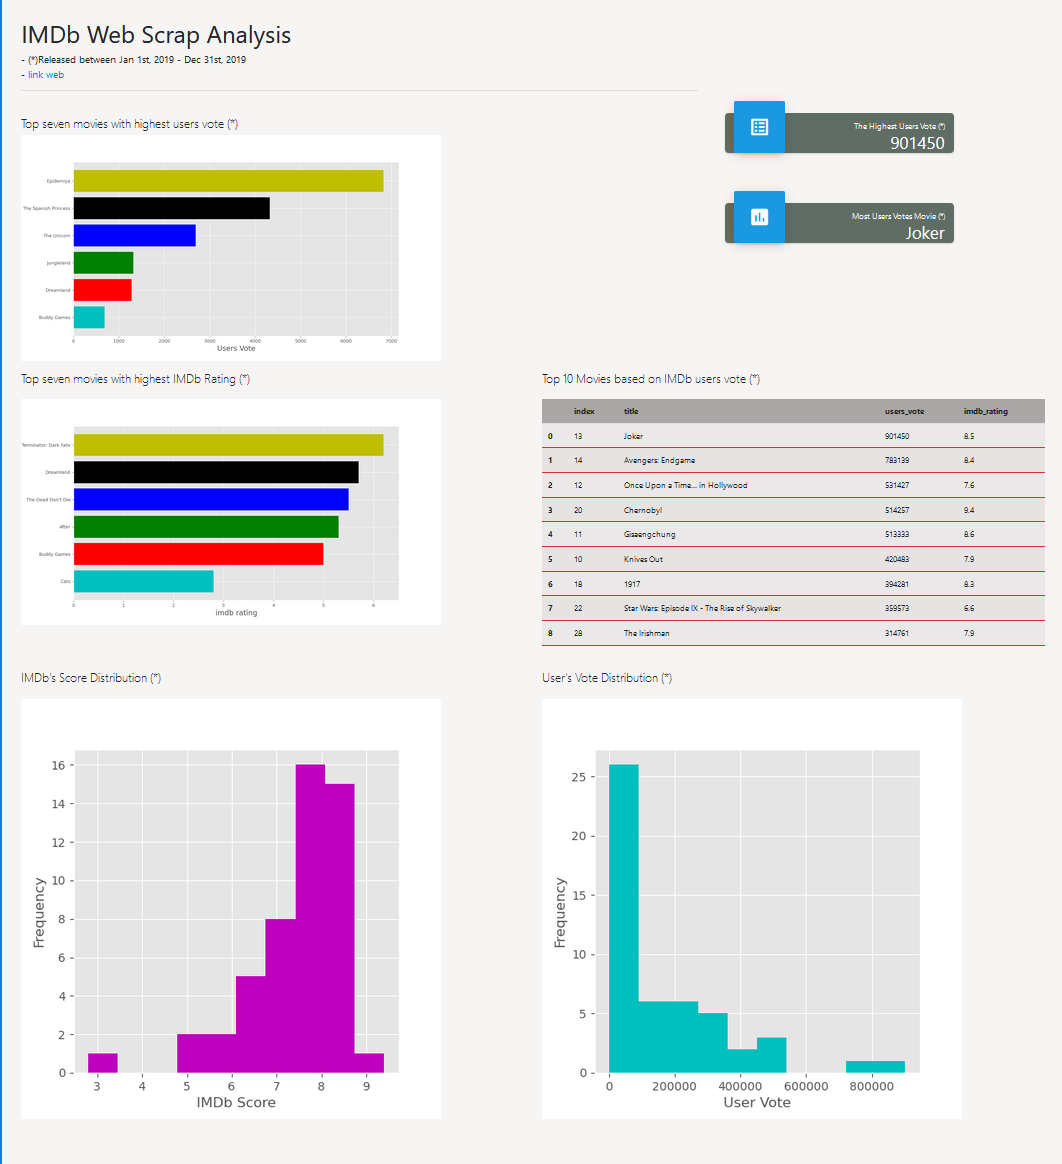 IMDb Web Scrap Analysis
- (*)Released between Jan 1st, 2019 - Dec 31st, 2019
- link web
Top seven movies with highest users vote (*)
Epidemiya
The Spanish Princess
The Unicorn
Jungleland
Dreamland
Buddy Games
0 1000 2000 3000 4000 5000 6000 7000
Users Vote
The Highest Users Vote (*)
901450
Most Users Votes Movie (*)
Joker
Top seven movies with highest IMDb Rating (*)
Terminator: Dark Fate
Dreamland
The Dead Don't Die
After
Buddy Games
Cats
0 1 2 3 4 5 6
imdb rating
Top 10 Movies based on IMDb users vote (*)
index title users_vote imdb_rating
0 13 Joker 901450 8.5
1 14 Avengers: Endgame 783139 8.4
2 12 Once Upon a Time... in Hollywood 531427 7.6
3 20 Chernobyl 514257 9.4
4 11 Gisaengchung 513333 8.6
5 10 Knives Out 420483 7.9
6 18 1917 394281 8.3
7 22 Star Wars: Episode IX - The Rise of Skywalker 359573 6.6
8 28 The Irishman 314761 7.9
IMDb's Score Distribution (*)
16
14
12
10
8
6
4
2
0
Frequency
3 4 5 6 7 8 9
IMDb Score
User's Vote Distribution (*)
25
20
15
10
5
0
Frequency
0 200000 400000 600000 800000
User Vote